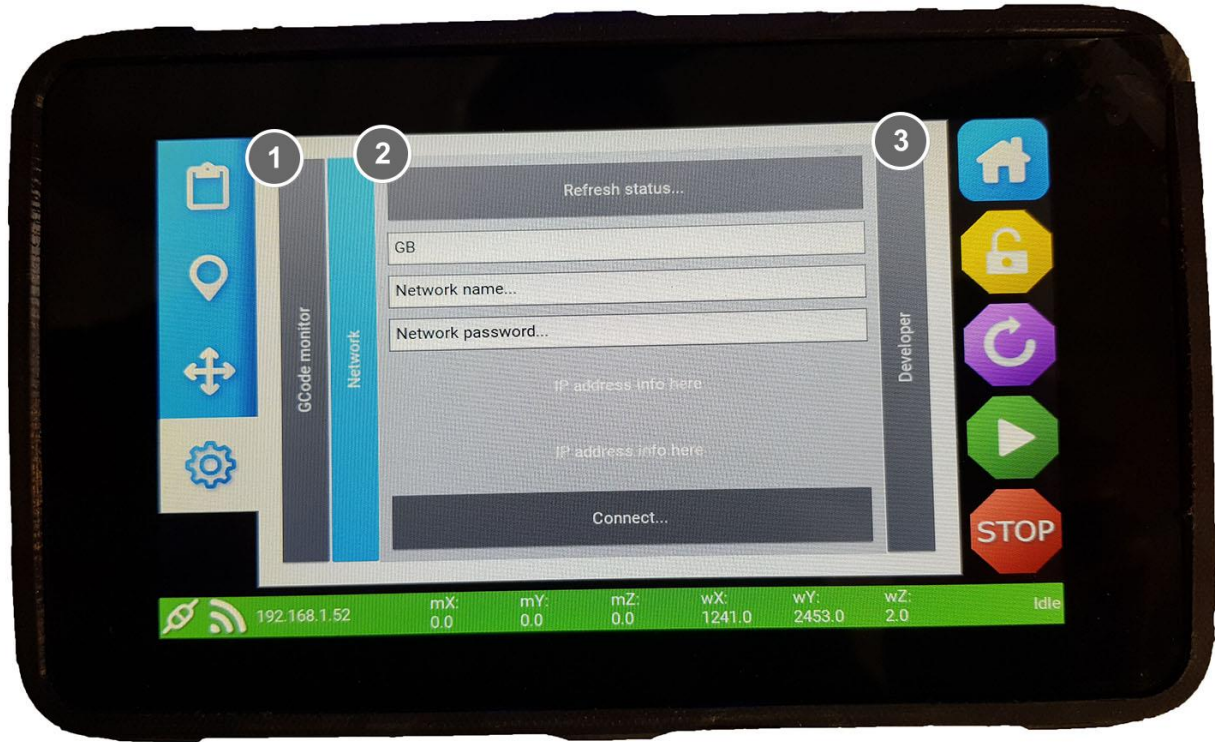 1
2
3
GCode monitor
Network
Refresh status...
GB
Network name...
Network password...
IP address info here
IP address info here
Connect...
Developer
STOP
192.168.1.52
mX: mY: mZ: wX: wY: wZ: Idle
0.0 0.0 0.0 1241.0 2453.0 2.0